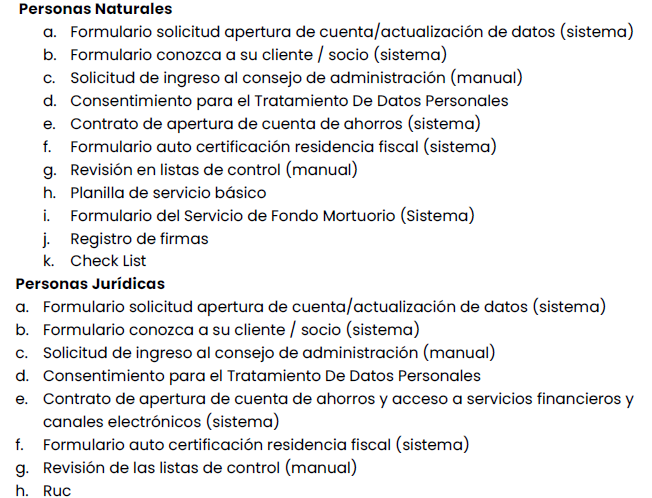 Personas Naturales
a. Formulario solicitud apertura de cuenta/actualización de datos (sistema)
b. Formulario conozca a su cliente / socio (sistema)
c. Solicitud de ingreso al consejo de administración (manual)
d. Consentimiento para el Tratamiento De Datos Personales
e. Contrato de apertura de cuenta de ahorros (sistema)
f. Formulario auto certificación residencia fiscal (sistema)
g. Revisión en listas de control (manual)
h. Planilla de servicio básico
i. Formulario del Servicio de Fondo Mortuorio (Sistema)
j. Registro de firmas
k. Check List
Personas Jurídicas
a. Formulario solicitud apertura de cuenta/actualización de datos (sistema)
b. Formulario conozca a su cliente / socio (sistema)
c. Solicitud de ingreso al consejo de administración (manual)
d. Consentimiento para el Tratamiento De Datos Personales
e. Contrato de apertura de cuenta de ahorros y acceso a servicios financieros y
canales electrónicos (sistema)
f. Formulario auto certificación residencia fiscal (sistema)
g. Revisión de las listas de control (manual)
h. Ruc